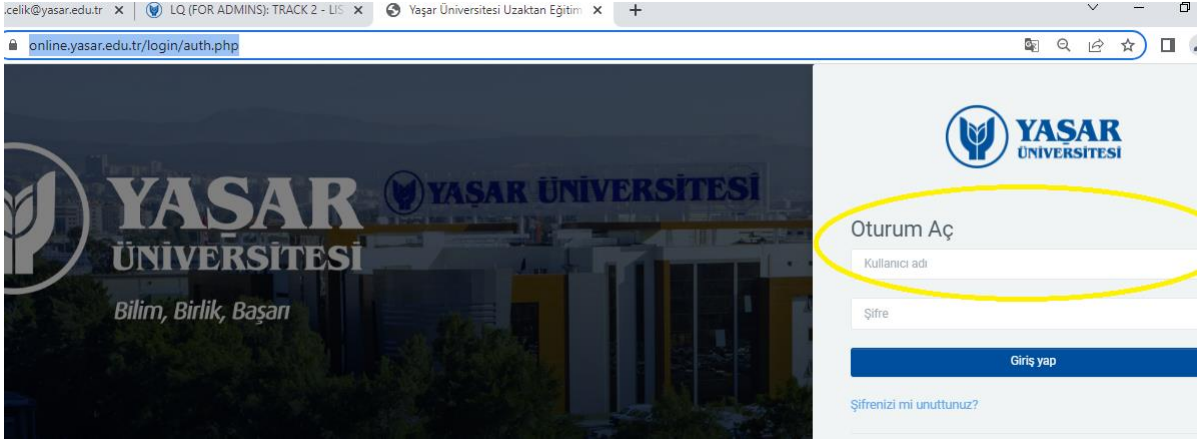 .celik@yasar.edu.tr
LQ (FOR ADMINS): TRACK 2 - LIS
Yaşar Üniversitesi Uzaktan Eğitim
online.yasar.edu.tr/login/auth.php
YAŞAR
ÜNİVERSİTESİ
Bilim, Birlik, Başarı
YAŞAR ÜNİVERSİTESİ
YAŞAR
ÜNİVERSİTESİ
Oturum Aç
Kullanıcı adı
Şifre
Giriş yap
Şifrenizi mi unuttunuz?